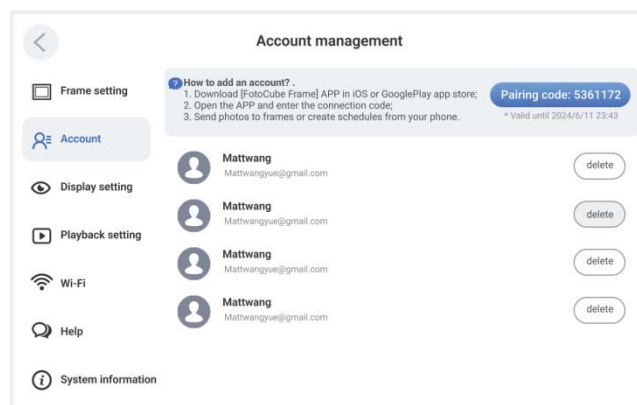 Account management
Frame setting
Account
Display setting
Playback setting
Wi-Fi
Help
System information
? How to add an account? .
1. Download [FotoCube Frame] APP in iOS or GooglePlay app store;
2. Open the APP and enter the connection code;
3. Send photos to frames or create schedules from your phone.
Pairing code: 5361172
* Valid until 2024/6/11 23:43
Mattwang
Mattwangyue@gmail.com
delete
Mattwang
Mattwangyue@gmail.com
delete
Mattwang
Mattwangyue@gmail.com
delete
Mattwang
Mattwangyue@gmail.com
delete